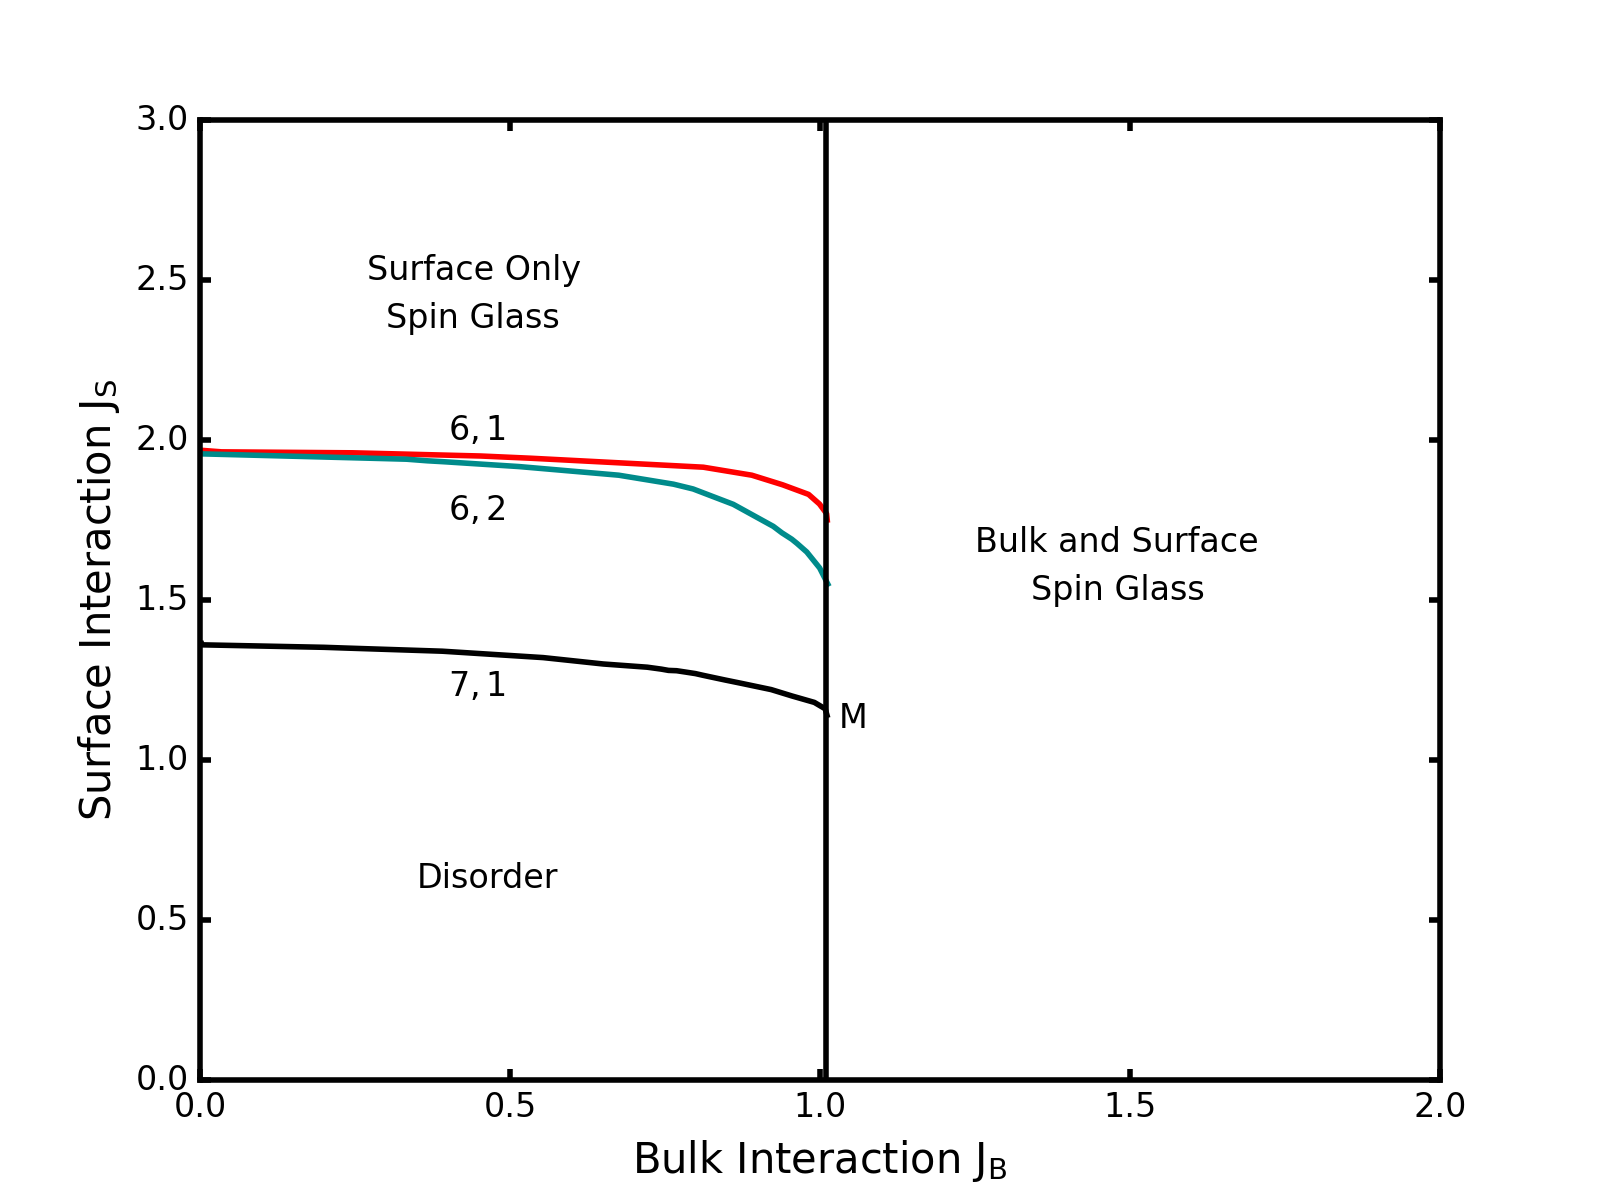 3.0
2.5
2.0
1.5
1.0
0.5
0.0
Surface Interaction J_S
Surface Only
Spin Glass
6, 1
6, 2
7, 1
M
Bulk and Surface
Spin Glass
Disorder
0.0 0.5 1.0 1.5 2.0
Bulk Interaction J_B